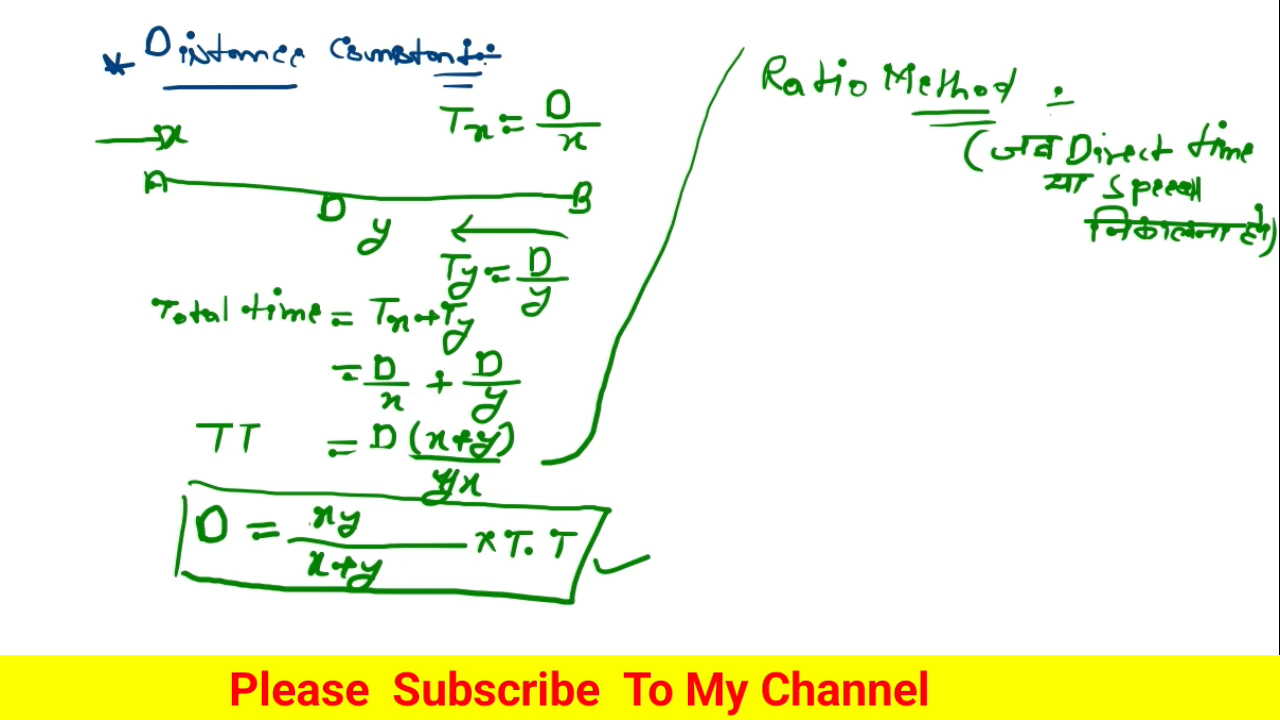 * Distance Constant:-
Tx = D/x
x
A D B
y
Ty = D/y
Total time = Tx + Ty
= D/x + D/y
TT = D (x+y)/yx
D = xy/x+y × T.T
Ratio Method :-
(जब Direct time
या speed
निकालना हो)
Please Subscribe To My Channel